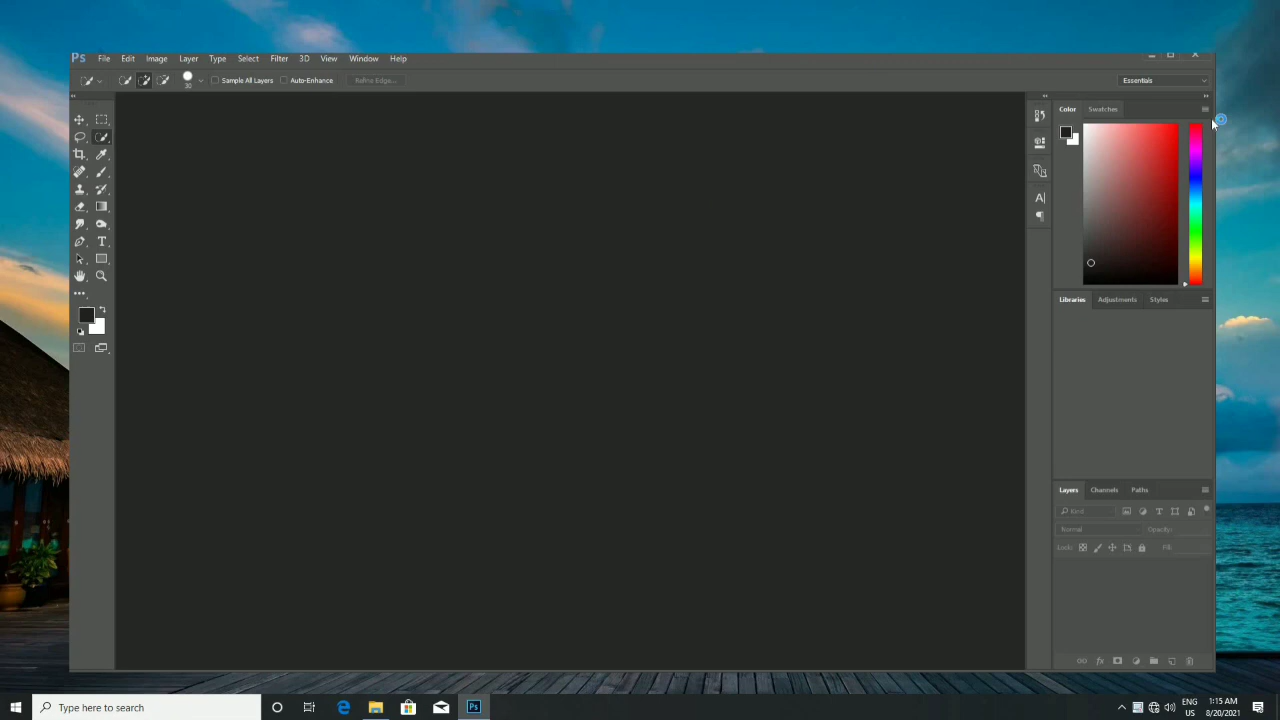 Ps File Edit Image Layer Type Select Filter 3D View Window Help
30 Sample All Layers Auto-Enhance Refine Edge... Essentials
Color Swatches
Libraries Adjustments Styles
Layers Channels Paths
Kind
Normal Opacity:
Lock: Fill:
Type here to search
Ps
ENG
US
1:15 AM
8/20/2021